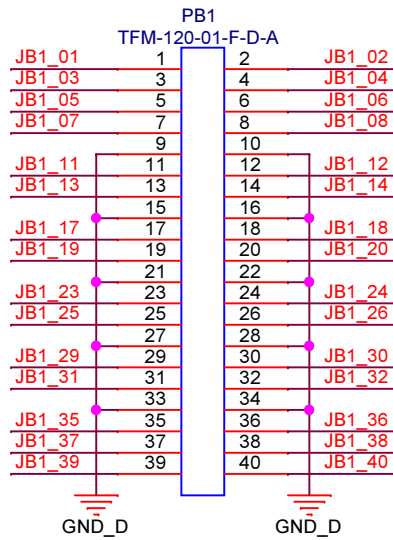 PB1
TFM-120-01-F-D-A
JB1_01 1 2 JB1_02
JB1_03 3 4 JB1_04
JB1_05 5 6 JB1_06
JB1_07 7 8 JB1_08
9 10
JB1_11 11 12 JB1_12
JB1_13 13 14 JB1_14
15 16
JB1_17 17 18 JB1_18
JB1_19 19 20 JB1_20
21 22
JB1_23 23 24 JB1_24
JB1_25 25 26 JB1_26
27 28
JB1_29 29 30 JB1_30
JB1_31 31 32 JB1_32
33 34
JB1_35 35 36 JB1_36
JB1_37 37 38 JB1_38
JB1_39 39 40 JB1_40
GND_D GND_D